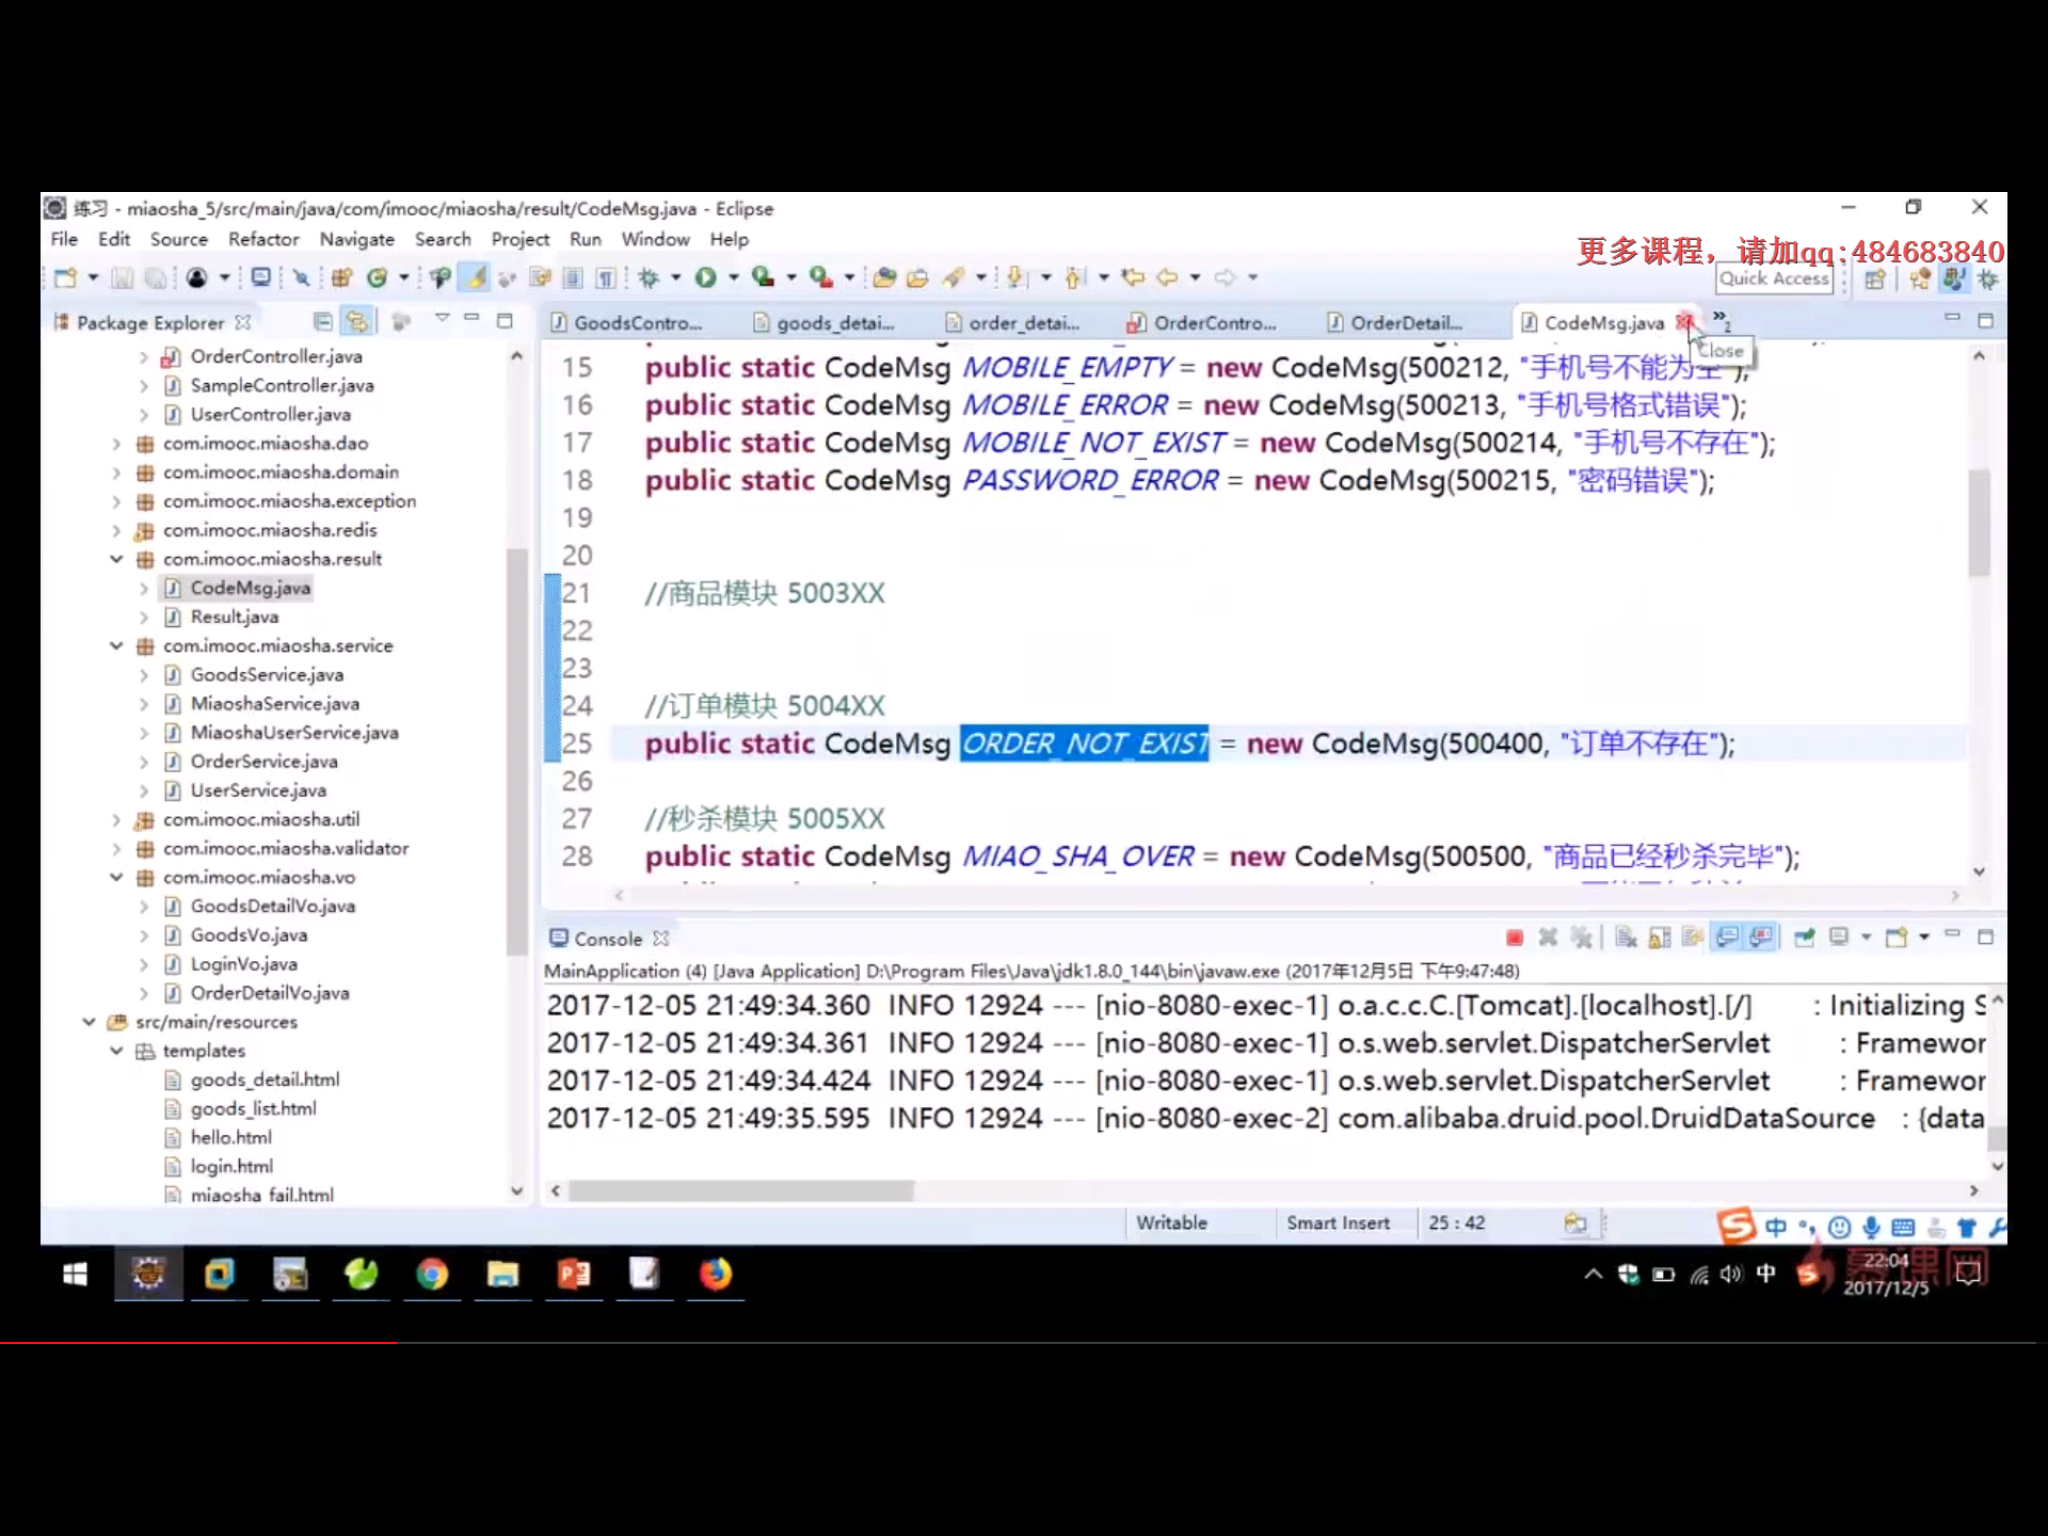 练习 - miaosha_5/src/main/java/com/imooc/miaosha/result/CodeMsg.java - Eclipse
File Edit Source Refactor Navigate Search Project Run Window Help
更多课程，请加qq:484683840
Quick Access
Package Explorer
GoodsContro... goods_detai... order_detai... OrderContro... OrderDetail... CodeMsg.java »2
Close
OrderController.java
SampleController.java
UserController.java
com.imooc.miaosha.dao
com.imooc.miaosha.domain
com.imooc.miaosha.exception
com.imooc.miaosha.redis
com.imooc.miaosha.result
CodeMsg.java
Result.java
com.imooc.miaosha.service
GoodsService.java
MiaoshaService.java
MiaoshaUserService.java
OrderService.java
UserService.java
com.imooc.miaosha.util
com.imooc.miaosha.validator
com.imooc.miaosha.vo
GoodsDetailVo.java
GoodsVo.java
LoginVo.java
OrderDetailVo.java
src/main/resources
templates
goods_detail.html
goods_list.html
hello.html
login.html
miaosha_fail.html
15 public static CodeMsg MOBILE_EMPTY = new CodeMsg(500212, "手机号不能为空");
16 public static CodeMsg MOBILE_ERROR = new CodeMsg(500213, "手机号格式错误");
17 public static CodeMsg MOBILE_NOT_EXIST = new CodeMsg(500214, "手机号不存在");
18 public static CodeMsg PASSWORD_ERROR = new CodeMsg(500215, "密码错误");
19
20
21 //商品模块 5003XX
22
23
24 //订单模块 5004XX
25 public static CodeMsg ORDER_NOT_EXIST = new CodeMsg(500400, "订单不存在");
26
27 //秒杀模块 5005XX
28 public static CodeMsg MIAO_SHA_OVER = new CodeMsg(500500, "商品已经秒杀完毕");
Console
MainApplication (4) [Java Application] D:\Program Files\Java\jdk1.8.0_144\bin\javaw.exe (2017年12月5日 下午9:47:48)
2017-12-05 21:49:34.360 INFO 12924 --- [nio-8080-exec-1] o.a.c.c.C.[Tomcat].[localhost].[/] : Initializing S
2017-12-05 21:49:34.361 INFO 12924 --- [nio-8080-exec-1] o.s.web.servlet.DispatcherServlet : Framewor
2017-12-05 21:49:34.424 INFO 12924 --- [nio-8080-exec-1] o.s.web.servlet.DispatcherServlet : Framewor
2017-12-05 21:49:35.595 INFO 12924 --- [nio-8080-exec-2] com.alibaba.druid.pool.DruidDataSource : {data
Writable Smart Insert 25 : 42
中
中
慕课网
22:04
2017/12/5